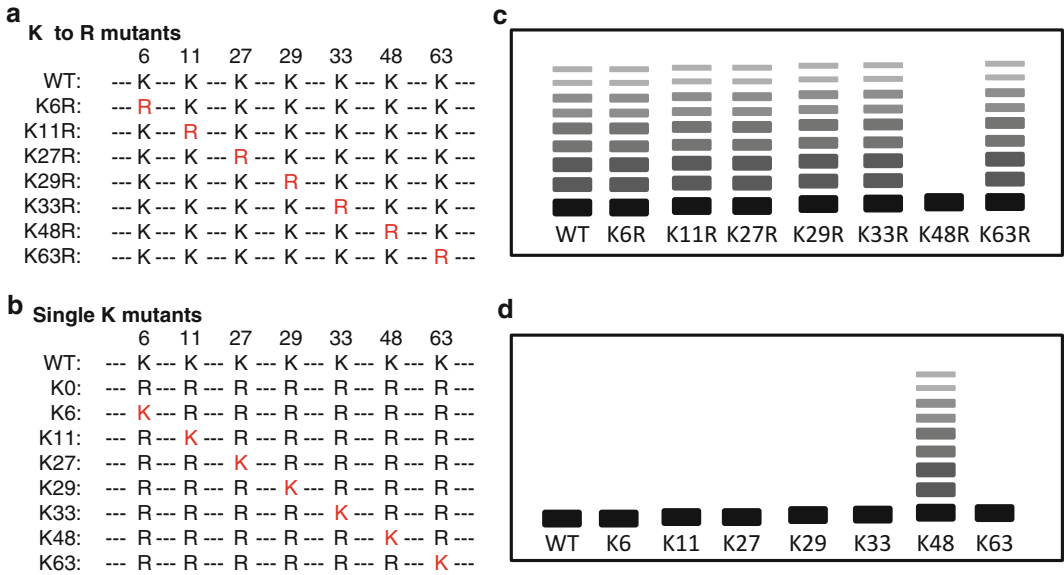 a
K to R mutants
6 11 27 29 33 48 63
WT: --- K --- K --- K --- K --- K --- K --- K ---
K6R: --- R --- K --- K --- K --- K --- K --- K ---
K11R: --- K --- R --- K --- K --- K --- K --- K ---
K27R: --- K --- K --- R --- K --- K --- K --- K ---
K29R: --- K --- K --- K --- R --- K --- K --- K ---
K33R: --- K --- K --- K --- K --- R --- K --- K ---
K48R: --- K --- K --- K --- K --- K --- R --- K ---
K63R: --- K --- K --- K --- K --- K --- K --- R ---
b
Single K mutants
6 11 27 29 33 48 63
WT: --- K --- K --- K --- K --- K --- K --- K ---
K0: --- R --- R --- R --- R --- R --- R --- R ---
K6: --- K --- R --- R --- R --- R --- R --- R ---
K11: --- R --- K --- R --- R --- R --- R --- R ---
K27: --- R --- R --- K --- R --- R --- R --- R ---
K29: --- R --- R --- R --- K --- R --- R --- R ---
K33: --- R --- R --- R --- R --- K --- R --- R ---
K48: --- R --- R --- R --- R --- R --- K --- R ---
K63: --- R --- R --- R --- R --- R --- R --- K ---
c
WT K6R K11R K27R K29R K33R K48R K63R
d
WT K6 K11 K27 K29 K33 K48 K63